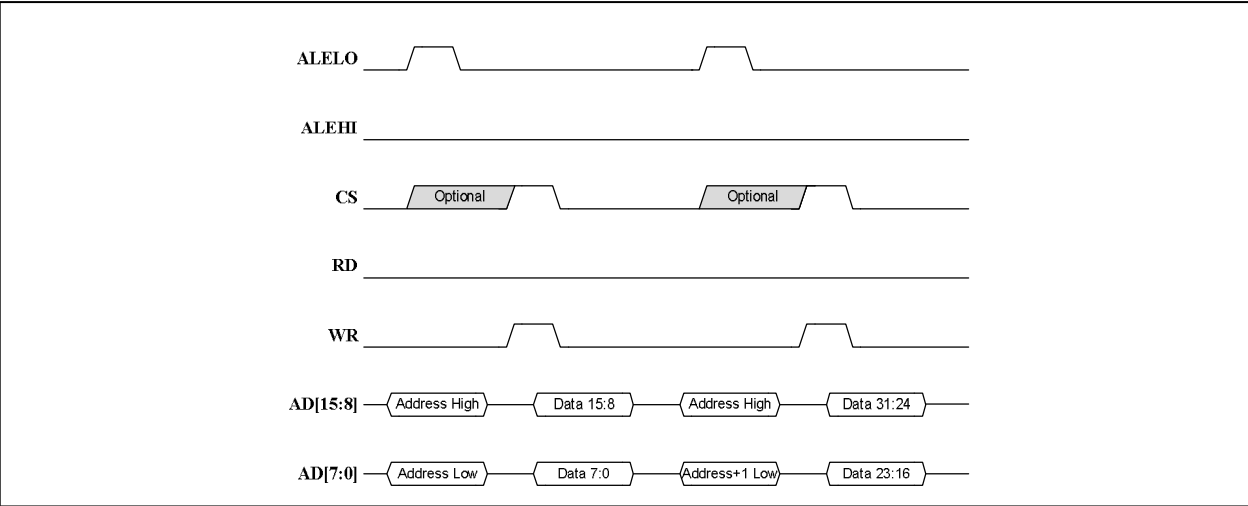 ALELO
ALEHI
CS Optional Optional
RD
WR
AD[15:8] Address High Data 15:8 Address High Data 31:24
AD[7:0] Address Low Data 7:0 Address+1 Low Data 23:16